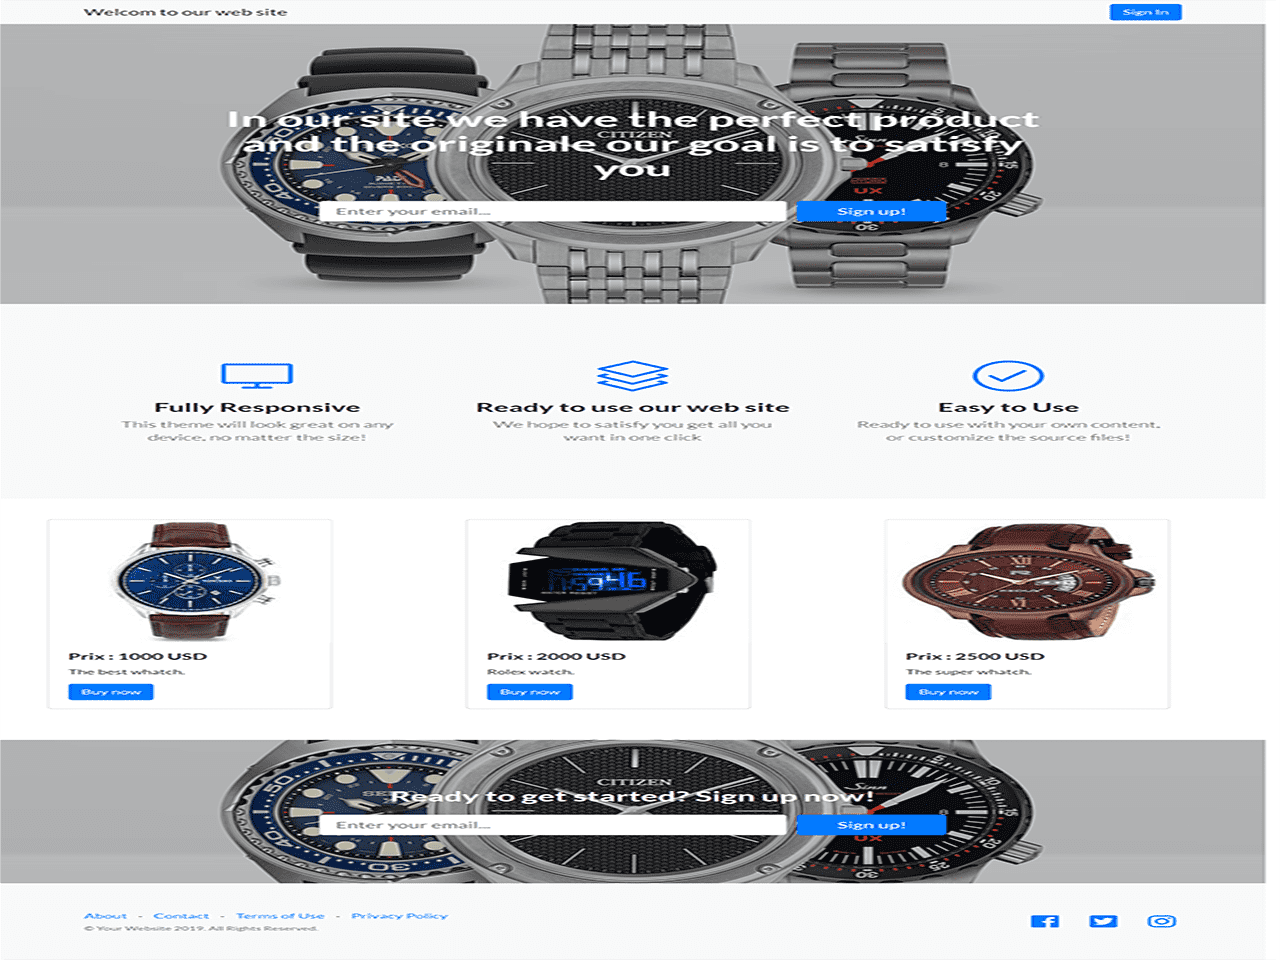 Welcom to our web site
Sign In
CITIZEN
Sinn
UX
In our site we have the perfect product
and the originale our goal is to satisfy
you
Enter your email...
Sign up!
Fully Responsive
This theme will look great on any
device, no matter the size!
Ready to use our web site
We hope to satisfy you get all you
want in one click
Easy to Use
Ready to use with your own content,
or customize the source files!
Prix : 1000 USD
The best whatch.
Buy now
Prix : 2000 USD
Rolex watch.
Buy now
Prix : 2500 USD
The super whatch.
Buy now
CITIZEN
Sinn
UX
Ready to get started? Sign up now!
Enter your email...
Sign up!
About - Contact - Terms of Use - Privacy Policy
© Your Website 2019. All Rights Reserved.